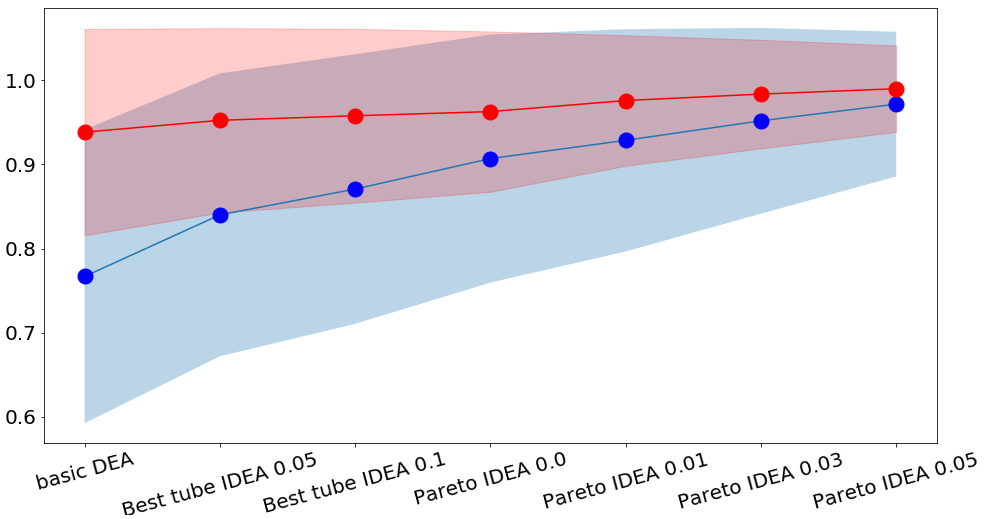 1.0
0.9
0.8
0.7
0.6
basic DEA
Best tube IDEA 0.05
Best tube IDEA 0.1
Pareto IDEA 0.0
Pareto IDEA 0.01
Pareto IDEA 0.03
Pareto IDEA 0.05